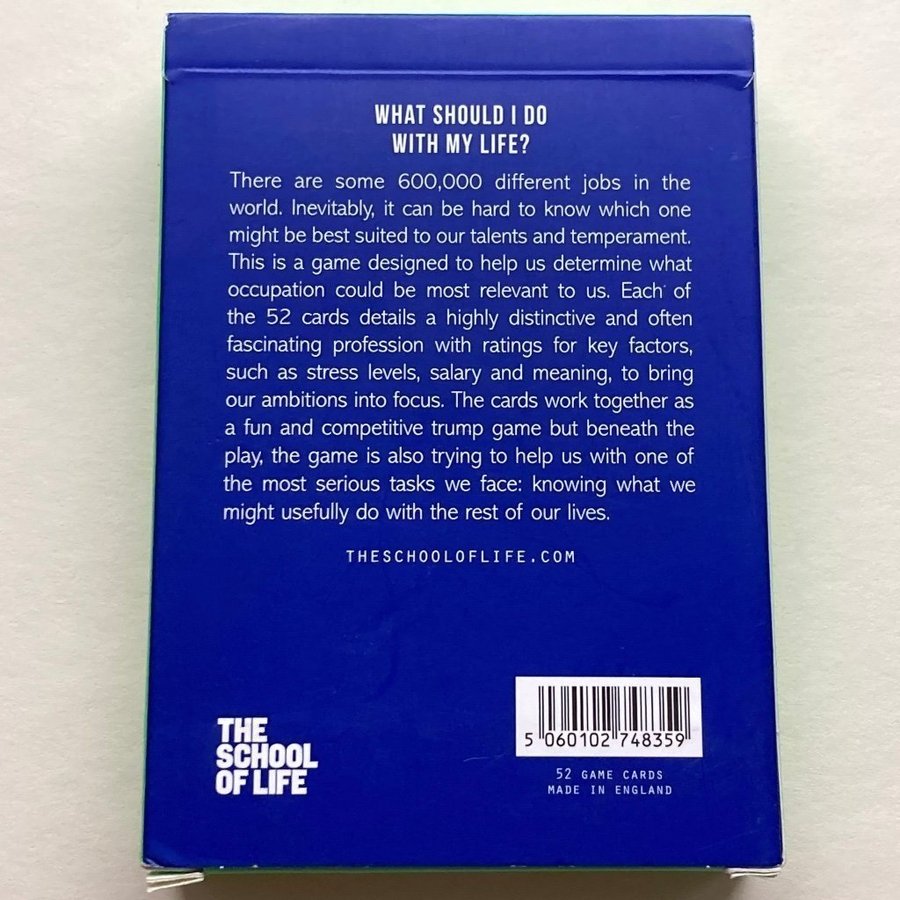 WHAT SHOULD I DO
WITH MY LIFE?
There are some 600,000 different jobs in the
world. Inevitably, it can be hard to know which one
might be best suited to our talents and temperament.
This is a game designed to help us determine what
occupation could be most relevant to us. Each of
the 52 cards details a highly distinctive and often
fascinating profession with ratings for key factors,
such as stress levels, salary and meaning, to bring
our ambitions into focus. The cards work together as
a fun and competitive trump game but beneath the
play, the game is also trying to help us with one of
the most serious tasks we face: knowing what we
might usefully do with the rest of our lives.
THESCHOOLOFLIFE.COM
THE
SCHOOL
OF LIFE
5 060102 748359
52 GAME CARDS
MADE IN ENGLAND